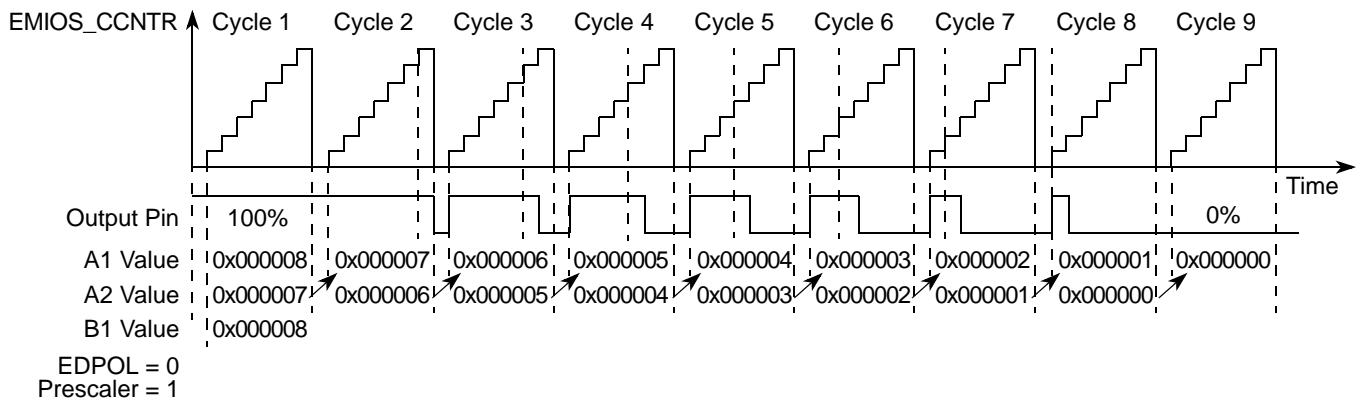 EMIOS_CCNTR Cycle 1 Cycle 2 Cycle 3 Cycle 4 Cycle 5 Cycle 6 Cycle 7 Cycle 8 Cycle 9
Time
Output Pin 100% 0%
A1 Value 0x000008 0x000007 0x000006 0x000005 0x000004 0x000003 0x000002 0x000001 0x000000
A2 Value 0x000007 0x000006 0x000005 0x000004 0x000003 0x000002 0x000001 0x000000
B1 Value 0x000008
EDPOL = 0
Prescaler = 1